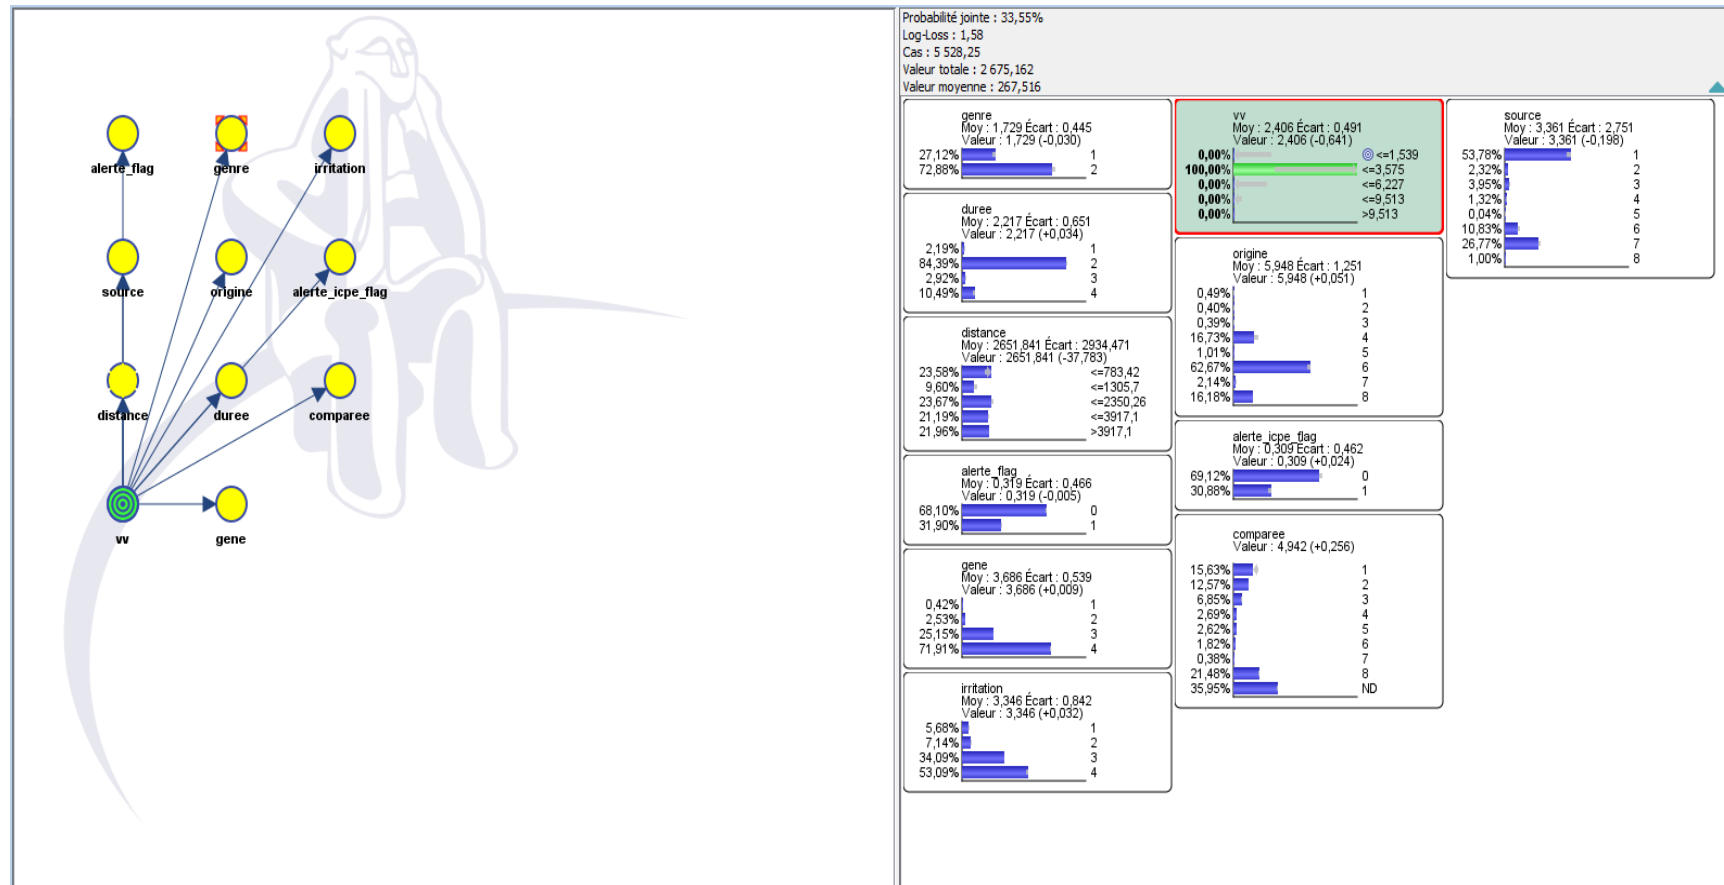 alerte_flag
genre
irritation
source
origine
alerte_icpe_flag
distance
duree
comparee
vv
gene
Probabilité jointe : 33,55%
Log-Loss : 1,58
Cas : 5 528,25
Valeur totale : 2 675,162
Valeur moyenne : 267,516
genre
Moy : 1,729 Écart : 0,445
Valeur : 1,729 (-0,030)
27,12% 1
72,88% 2
duree
Moy : 2,217 Écart : 0,651
Valeur : 2,217 (+0,034)
2,19% 1
84,39% 2
2,92% 3
10,49% 4
distance
Moy : 2651,841 Écart : 2934,471
Valeur : 2651,841 (-37,783)
23,58% <=783,42
9,60% <=1305,7
23,67% <=2350,26
21,19% <=3917,1
21,96% >3917,1
alerte_flag
Moy : 0,319 Écart : 0,466
Valeur : 0,319 (-0,005)
68,10% 0
31,90% 1
gene
Moy : 3,686 Écart : 0,539
Valeur : 3,686 (+0,009)
0,42% 1
2,53% 2
25,15% 3
71,91% 4
irritation
Moy : 3,346 Écart : 0,842
Valeur : 3,346 (+0,032)
5,68% 1
7,14% 2
34,09% 3
53,09% 4
vv
Moy : 2,406 Écart : 0,491
Valeur : 2,406 (-0,641)
0,00% <=1,539
100,00% <=3,575
0,00% <=6,227
0,00% <=9,513
0,00% >9,513
origine
Moy : 5,948 Écart : 1,251
Valeur : 5,948 (+0,051)
0,49% 1
0,40% 2
0,39% 3
16,73% 4
1,01% 5
62,67% 6
2,14% 7
16,18% 8
alerte_icpe_flag
Moy : 0,309 Écart : 0,462
Valeur : 0,309 (+0,024)
69,12% 0
30,88% 1
comparee
Valeur : 4,942 (+0,256)
15,63% 1
12,57% 2
6,85% 3
2,69% 4
2,62% 5
1,82% 6
0,38% 7
21,48% 8
35,95% ND
source
Moy : 3,361 Écart : 2,751
Valeur : 3,361 (-0,198)
53,78% 1
2,32% 2
3,95% 3
1,32% 4
0,04% 5
10,83% 6
26,77% 7
1,00% 8